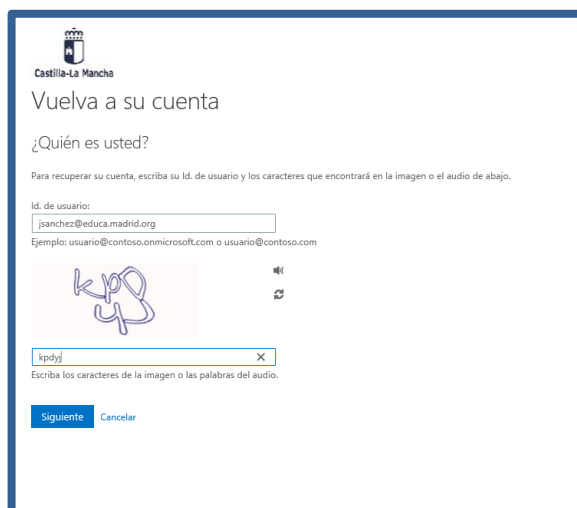 Castilla-La Mancha
Vuelva a su cuenta
¿Quién es usted?
Para recuperar su cuenta, escriba su Id. de usuario y los caracteres que encontrará en la imagen o el audio de abajo.
Id. de usuario:
jsanchez@educa.madrid.org
Ejemplo: usuario@contoso.onmicrosoft.com o usuario@contoso.com
kpdyj
Escriba los caracteres de la imagen o las palabras del audio.
Siguiente Cancelar